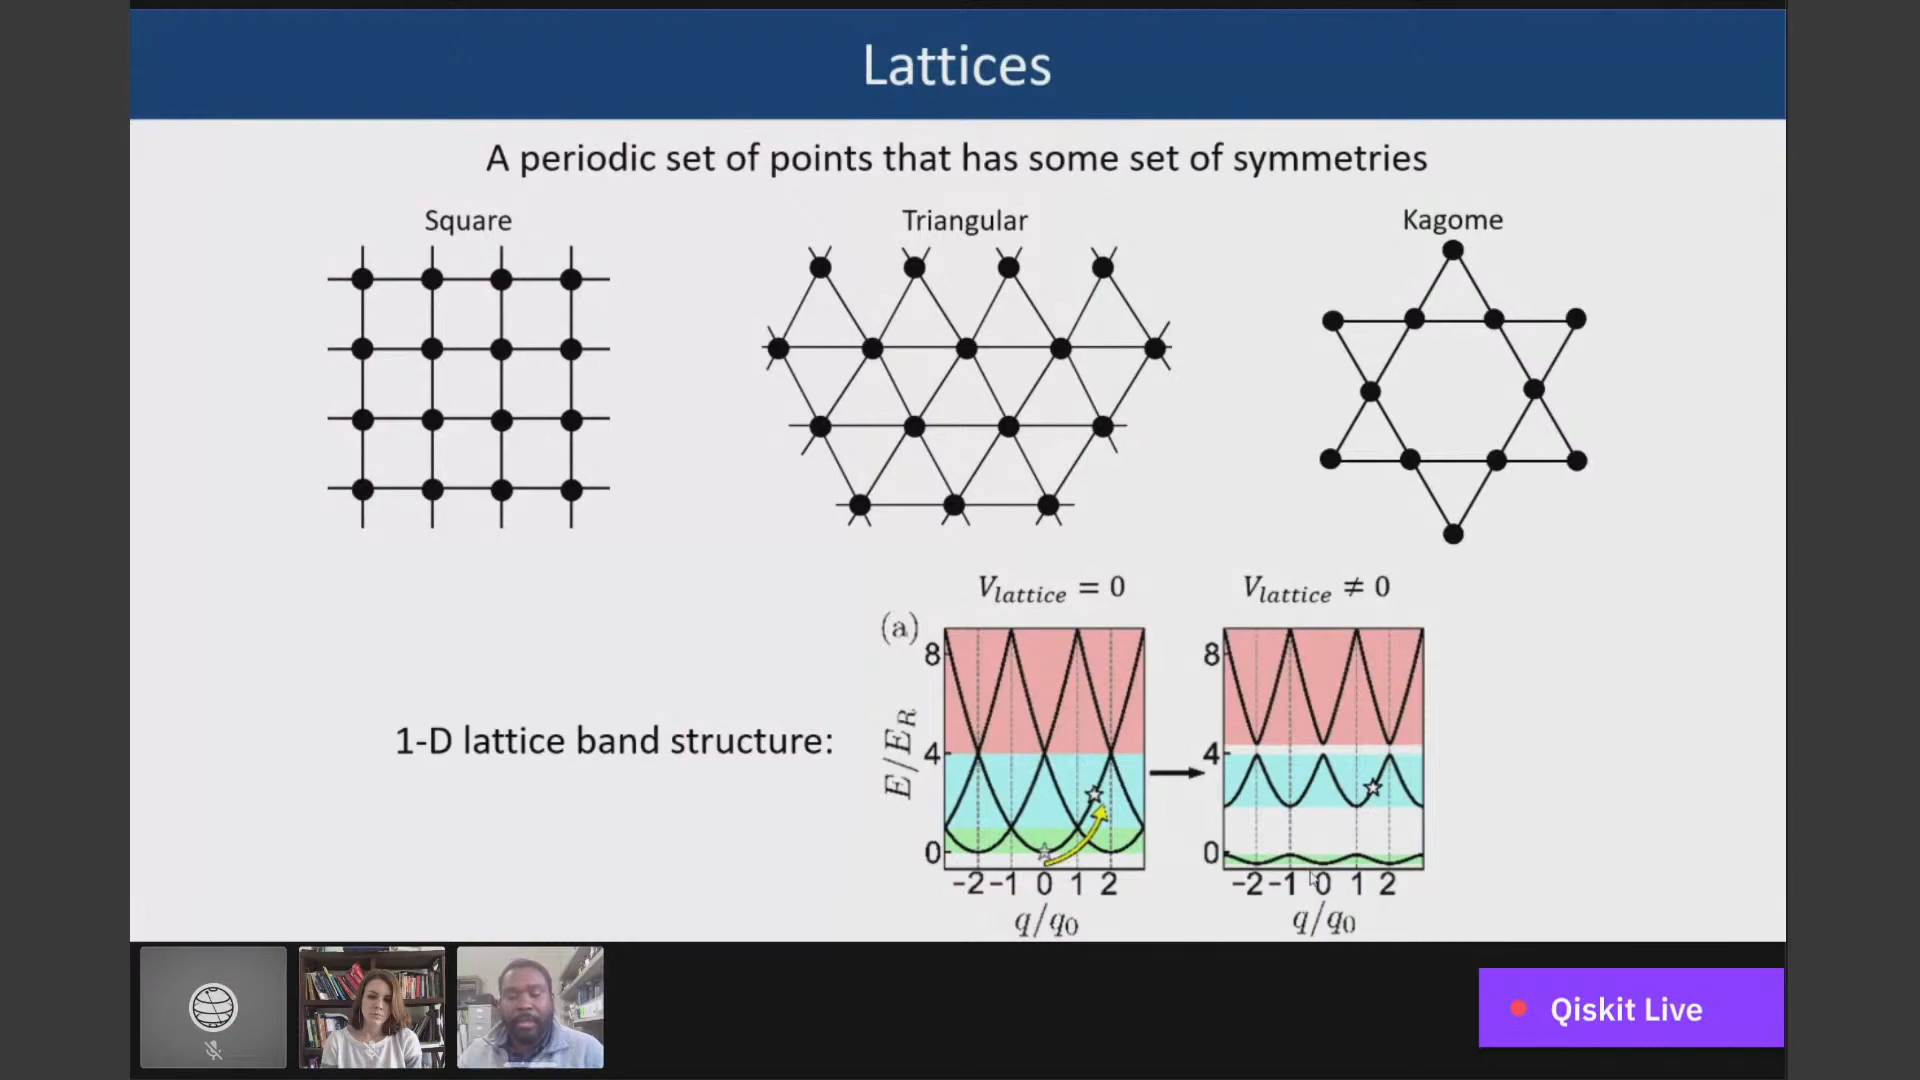 Lattices
A periodic set of points that has some set of symmetries
Square
Triangular
Kagome
V_lattice = 0
V_lattice ≠ 0
(a)
1-D lattice band structure:
E/E_R
8
4
0
-2 -1 0 1 2
q/q_0
8
4
0
-2 -1 0 1 2
q/q_0
Qiskit Live